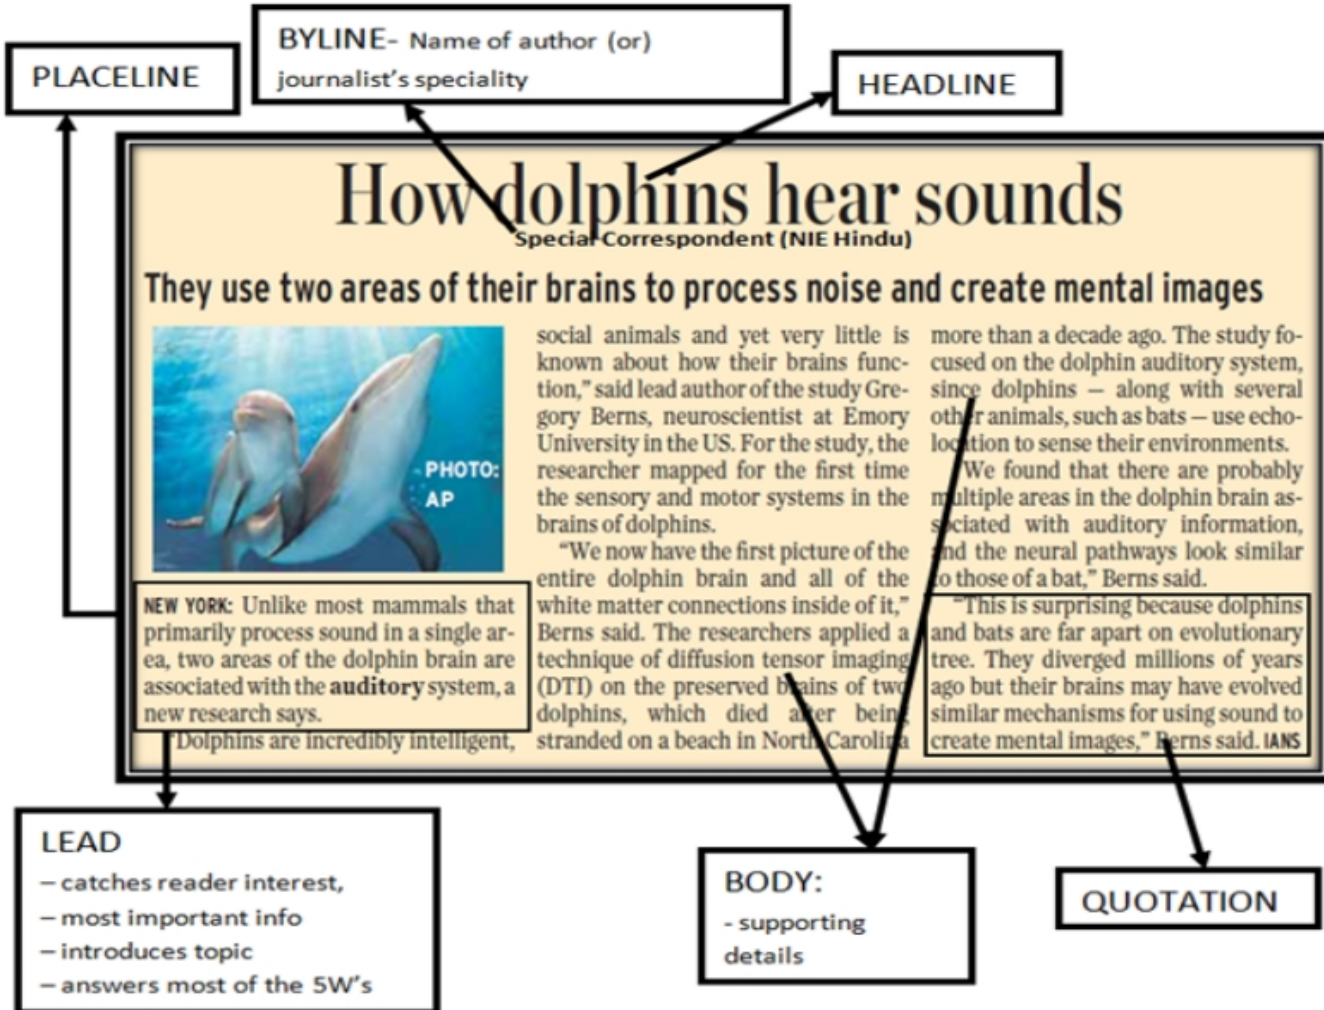 PLACELINE
BYLINE- Name of author (or)
journalist's speciality
HEADLINE
How dolphins hear sounds
Special Correspondent (NIE Hindu)
They use two areas of their brains to process noise and create mental images
PHOTO:
AP
NEW YORK: Unlike most mammals that
primarily process sound in a single ar-
ea, two areas of the dolphin brain are
associated with the auditory system, a
new research says.
"Dolphins are incredibly intelligent,
social animals and yet very little is
known about how their brains func-
tion," said lead author of the study Gre-
gory Berns, neuroscientist at Emory
University in the US. For the study, the
researcher mapped for the first time
the sensory and motor systems in the
brains of dolphins.
"We now have the first picture of the
entire dolphin brain and all of the
white matter connections inside of it,"
Berns said. The researchers applied a
technique of diffusion tensor imaging
(DTI) on the preserved brains of two
dolphins, which died after being
stranded on a beach in North Carolina
more than a decade ago. The study fo-
cused on the dolphin auditory system,
since dolphins — along with several
other animals, such as bats — use echo-
location to sense their environments.
"We found that there are probably
multiple areas in the dolphin brain as-
sociated with auditory information,
and the neural pathways look similar
to those of a bat," Berns said.
"This is surprising because dolphins
and bats are far apart on evolutionary
tree. They diverged millions of years
ago but their brains may have evolved
similar mechanisms for using sound to
create mental images," Berns said. IANS
LEAD
– catches reader interest,
– most important info
– introduces topic
– answers most of the 5W's
BODY:
- supporting
details
QUOTATION